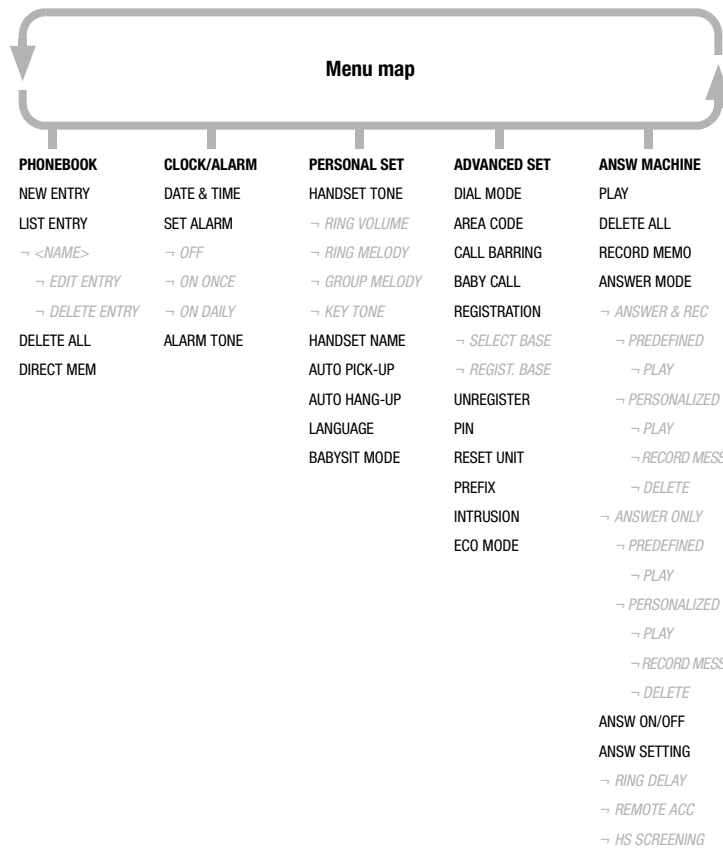 Menu map
PHONEBOOK
NEW ENTRY
LIST ENTRY
¬ <NAME>
¬ EDIT ENTRY
¬ DELETE ENTRY
DELETE ALL
DIRECT MEM
CLOCK/ALARM
DATE & TIME
SET ALARM
¬ OFF
¬ ON ONCE
¬ ON DAILY
ALARM TONE
PERSONAL SET
HANDSET TONE
¬ RING VOLUME
¬ RING MELODY
¬ GROUP MELODY
¬ KEY TONE
HANDSET NAME
AUTO PICK-UP
AUTO HANG-UP
LANGUAGE
BABYSIT MODE
ADVANCED SET
DIAL MODE
AREA CODE
CALL BARRING
BABY CALL
REGISTRATION
¬ SELECT BASE
¬ REGIST. BASE
UNREGISTER
PIN
RESET UNIT
PREFIX
INTRUSION
ECO MODE
ANSW MACHINE
PLAY
DELETE ALL
RECORD MEMO
ANSWER MODE
¬ ANSWER & REC
¬ PREDEFINED
¬ PLAY
¬ PERSONALIZED
¬ PLAY
¬ RECORD MESS
¬ DELETE
¬ ANSWER ONLY
¬ PREDEFINED
¬ PLAY
¬ PERSONALIZED
¬ PLAY
¬ RECORD MESS
¬ DELETE
ANSW ON/OFF
ANSW SETTING
¬ RING DELAY
¬ REMOTE ACC
¬ HS SCREENING